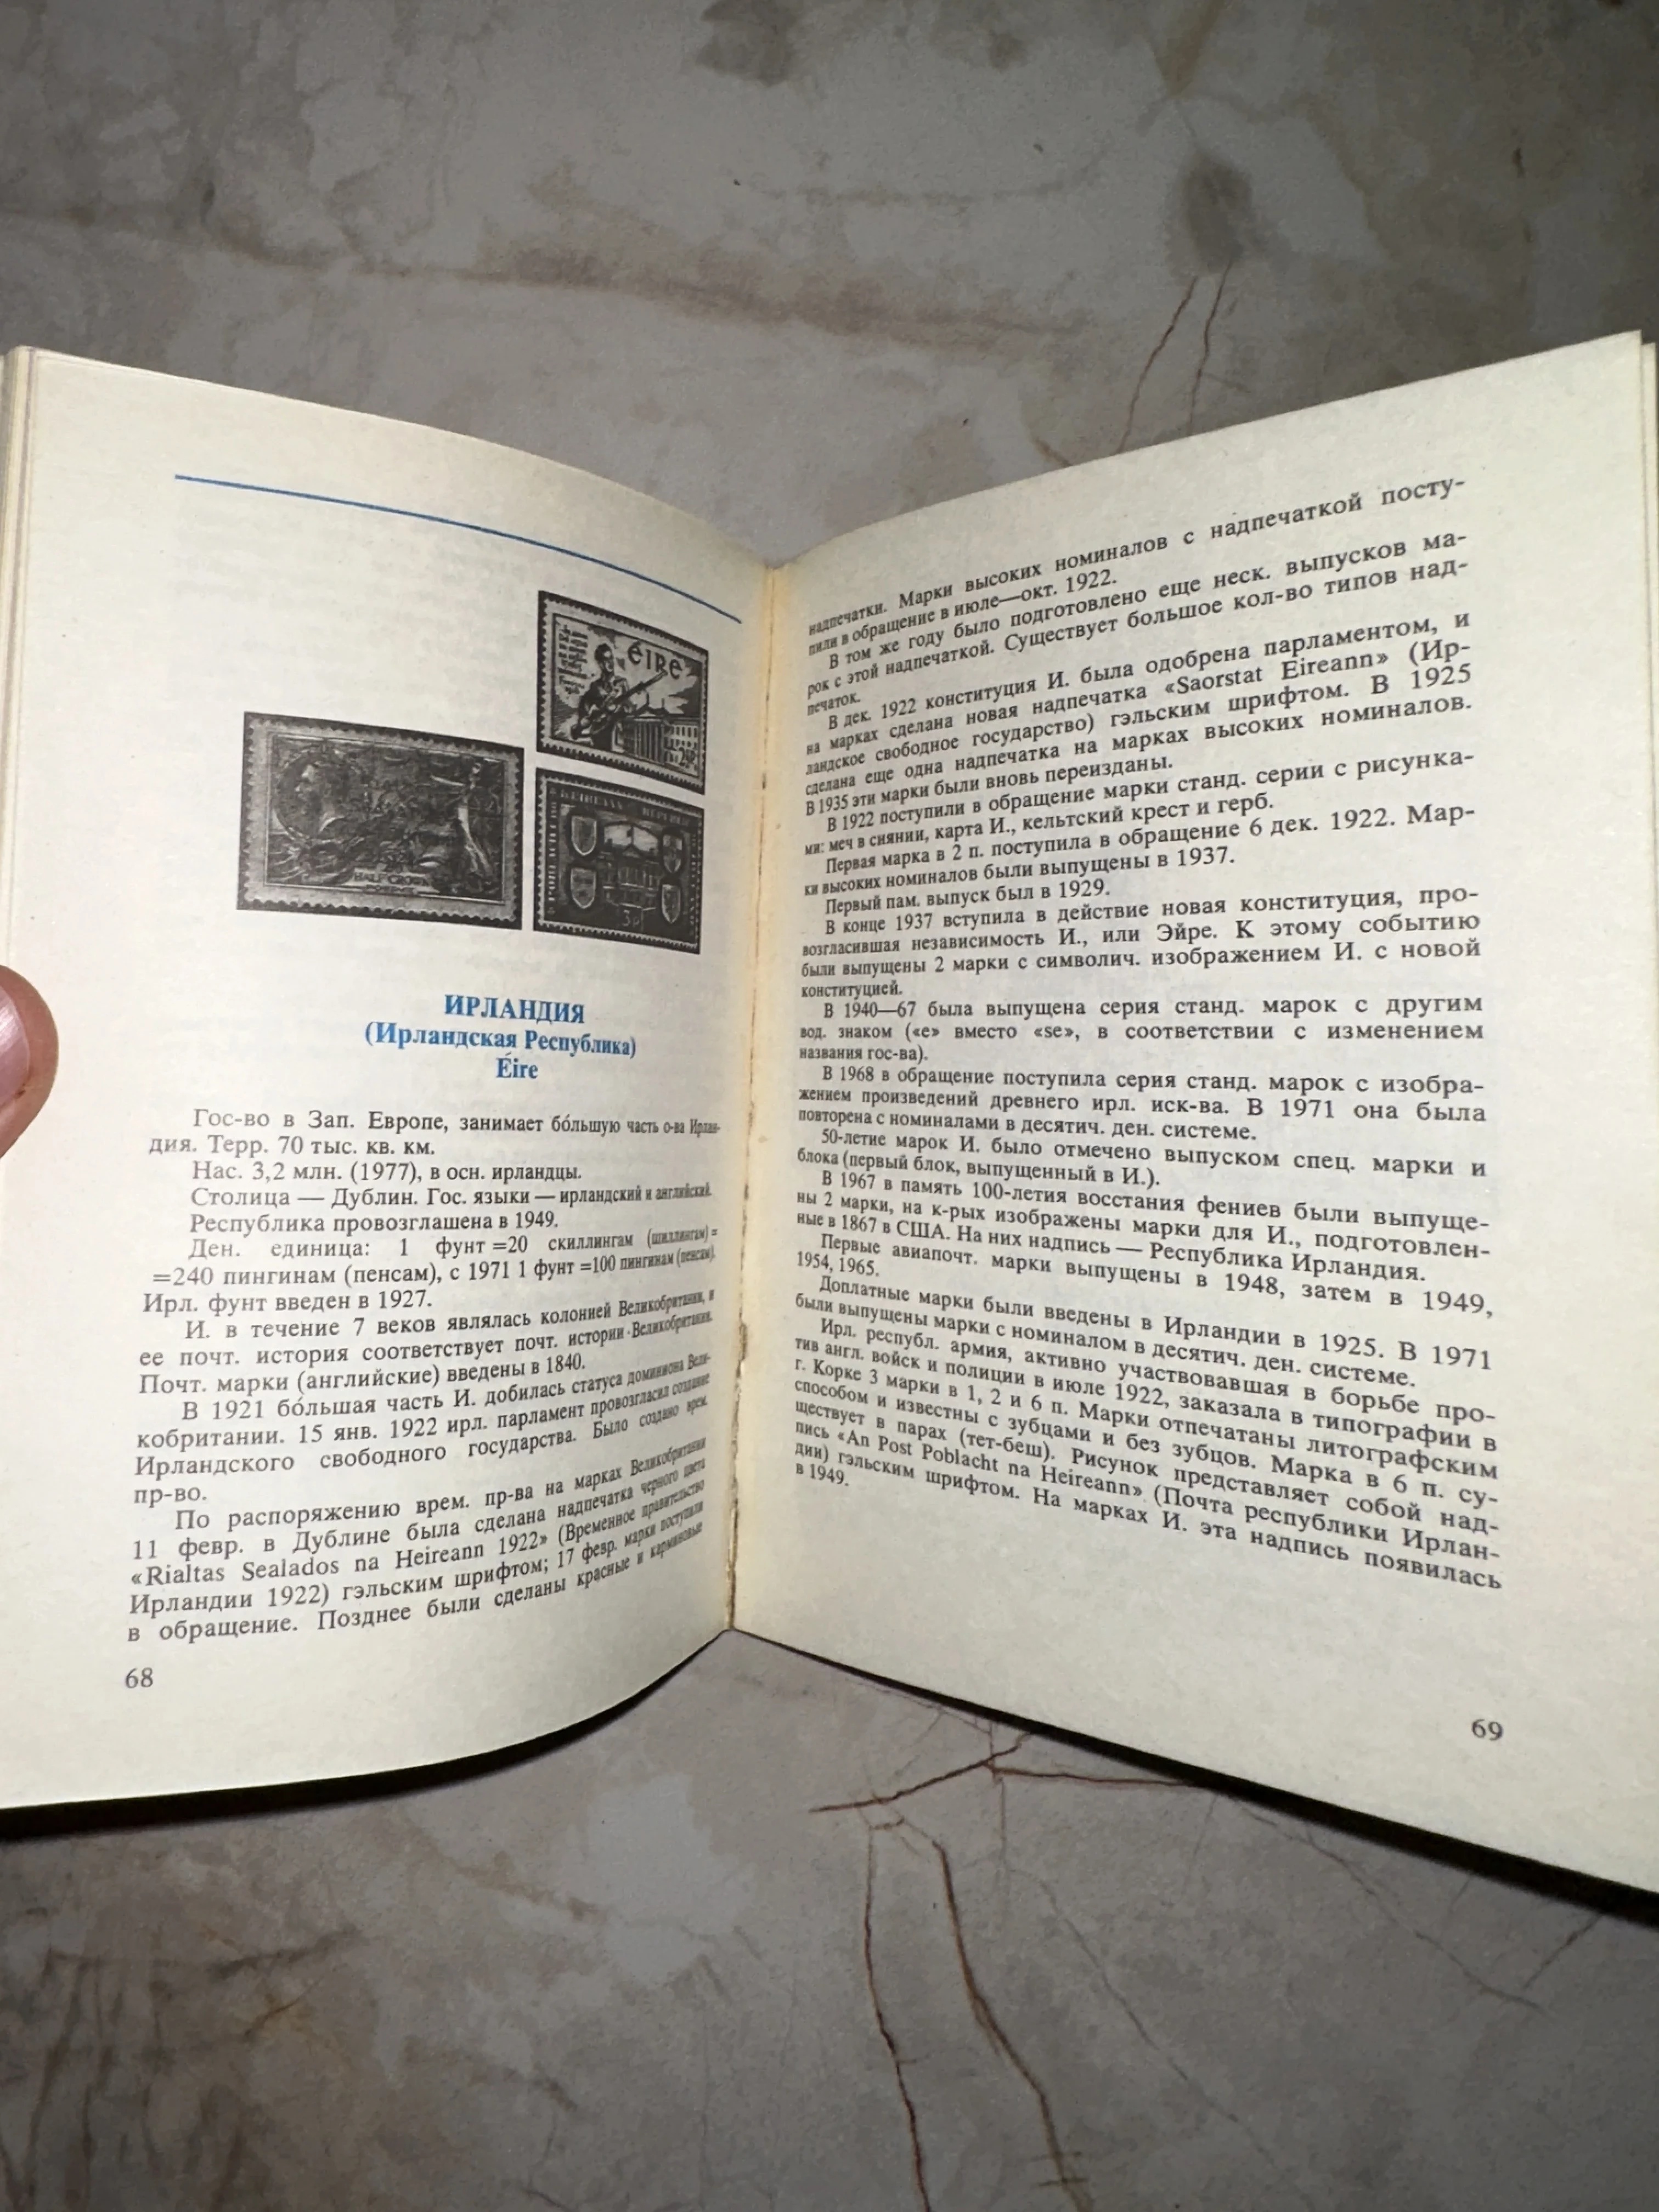 ÉIRE
HALF CROWN
ИРЛАНДИЯ
(Ирландская Республика)
Éire
Гос-во в Зап. Европе, занимает бо́льшую часть о-ва Ирлан-
дия. Терр. 70 тыс. кв. км.
Нас. 3,2 млн. (1977), в осн. ирландцы.
Столица — Дублин. Гос. языки — ирландский и английский.
Республика провозглашена в 1949.
Ден. единица: 1 фунт =20 скиллингам (шиллингам) =
=240 пингинам (пенсам), с 1971 1 фунт =100 пингинам (пенсам).
Ирл. фунт введен в 1927.
И. в течение 7 веков являлась колонией Великобритании, и
ее почт. история соответствует почт. истории Великобритании.
Почт. марки (английские) введены в 1840.
В 1921 бо́льшая часть И. добилась статуса доминиона Вели-
кобритании. 15 янв. 1922 ирл. парламент провозгласил создание
Ирландского свободного государства. Было создано врем.
пр-во.
По распоряжению врем. пр-ва на марках Великобритании
11 февр. в Дублине была сделана надпечатка черного цвета
«Rialtas Sealados na Heireann 1922» (Временное правительство
Ирландии 1922) гэльским шрифтом; 17 февр. марки поступили
в обращение. Позднее были сделаны красные и карминовые
68
надпечатки. Марки высоких номиналов с надпечаткой посту-
пили в обращение в июле—окт. 1922.
В том же году было подготовлено еще неск. выпусков ма-
рок с этой надпечаткой. Существует большое кол-во типов над-
печаток.
В дек. 1922 конституция И. была одобрена парламентом, и
на марках сделана новая надпечатка «Saorstat Eireann» (Ир-
ландское свободное государство) гэльским шрифтом. В 1925
сделана еще одна надпечатка на марках высоких номиналов.
В 1935 эти марки были вновь переизданы.
В 1922 поступили в обращение марки станд. серии с рисунка-
ми: меч в сиянии, карта И., кельтский крест и герб.
Первая марка в 2 п. поступила в обращение 6 дек. 1922. Мар-
ки высоких номиналов были выпущены в 1937.
Первый пам. выпуск был в 1929.
В конце 1937 вступила в действие новая конституция, про-
возгласившая независимость И., или Эйре. К этому событию
были выпущены 2 марки с символич. изображением И. с новой
конституцией.
В 1940—67 была выпущена серия станд. марок с другим
вод. знаком («е» вместо «se», в соответствии с изменением
названия гос-ва).
В 1968 в обращение поступила серия станд. марок с изобра-
жением произведений древнего ирл. иск-ва. В 1971 она была
повторена с номиналами в десятич. ден. системе.
50-летие марок И. было отмечено выпуском спец. марки и
блока (первый блок, выпущенный в И.).
В 1967 в память 100-летия восстания фениев были выпуще-
ны 2 марки, на к-рых изображены марки для И., подготовлен-
ные в 1867 в США. На них надпись — Республика Ирландия.
Первые авиапочт. марки выпущены в 1948, затем в 1949,
1954, 1965.
Доплатные марки были введены в Ирландии в 1925. В 1971
были выпущены марки с номиналом в десятич. ден. системе.
Ирл. республ. армия, активно участвовавшая в борьбе про-
тив англ. войск и полиции в июле 1922, заказала в типографии в
г. Корке 3 марки в 1, 2 и 6 п. Марки отпечатаны литографским
способом и известны с зубцами и без зубцов. Марка в 6 п. су-
ществует в парах (тет-беш). Рисунок представляет собой над-
пись «An Post Poblacht na Heireann» (Почта республики Ирлан-
дии) гэльским шрифтом. На марках И. эта надпись появилась
в 1949.
69